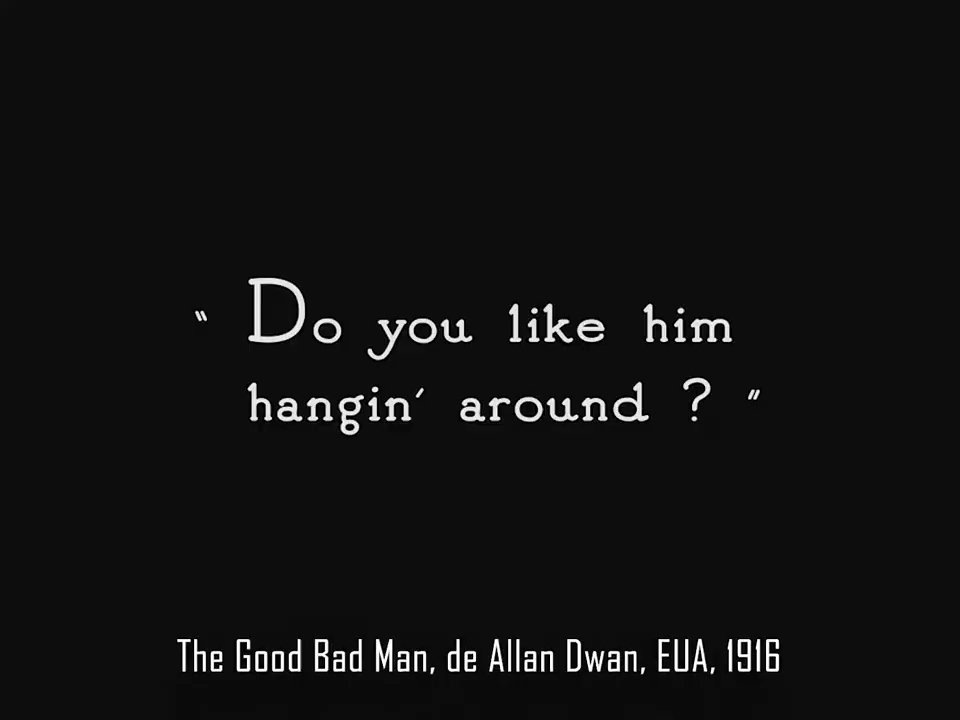 “ Do you like him
hangin’ around ? ”
The Good Bad Man, de Allan Dwan, EUA, 1916